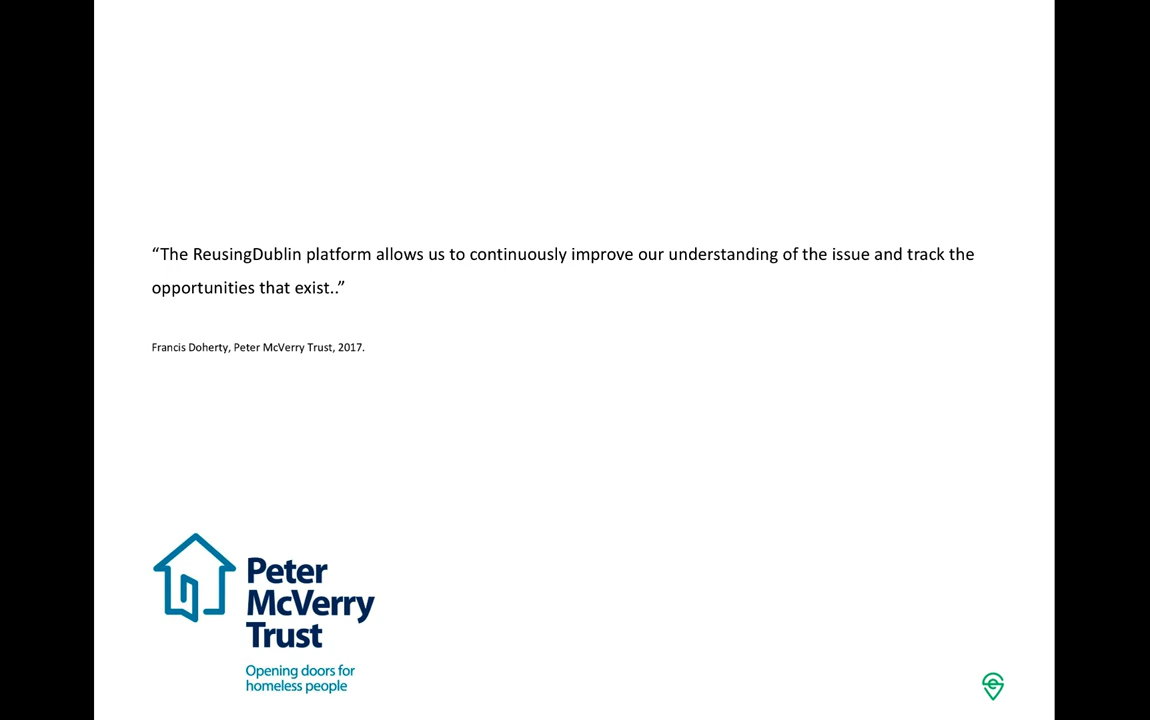 “The ReusingDublin platform allows us to continuously improve our understanding of the issue and track the
opportunities that exist..”
Francis Doherty, Peter McVerry Trust, 2017.
Peter
McVerry
Trust
Opening doors for
homeless people